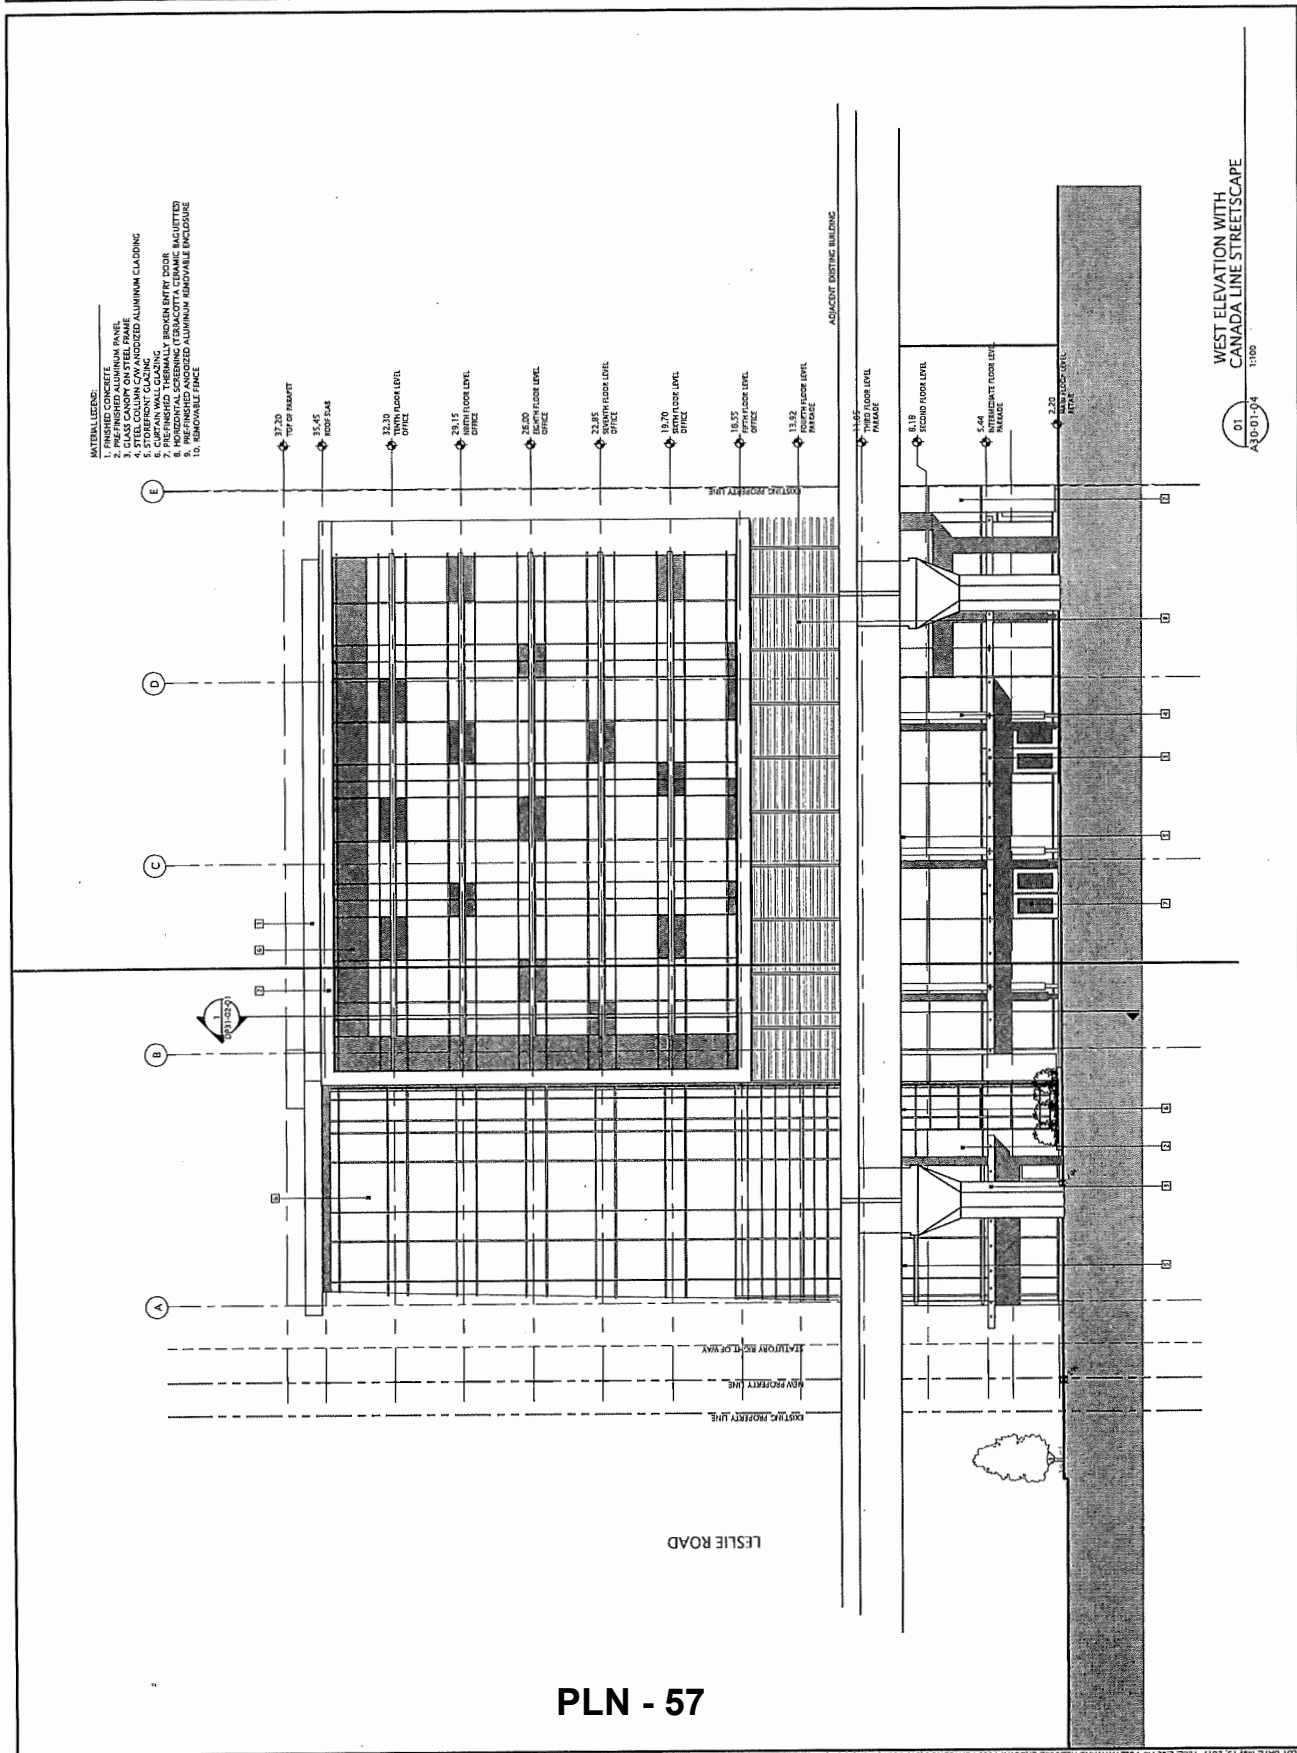 MATERIAL LEGEND:
1. FINISHED CONCRETE
2. PRE-FINISHED ALUMINUM PANEL
3. GLASS CANOPY ON STEEL FRAME
4. STEEL COLUMN C/W ANODIZED ALUMINUM CLADDING
5. STOREFRONT GLAZING
6. CURTAIN WALL GLAZING
7. PRE-FINISHED THERMALLY BROKEN ENTRY DOOR
8. HORIZONTAL SCREENING (TERRACOTTA CERAMIC BAGUETTES)
9. PRE-FINISHED ANODIZED ALUMINUM REMOVABLE ENCLOSURE
10. REMOVABLE FENCE
A
B
C
D
E
1
DP31-02-01
37.20
TOP OF PARAPET
35.45
ROOF SLAB
32.30
TENTH FLOOR LEVEL
OFFICE
29.15
NINTH FLOOR LEVEL
OFFICE
26.00
EIGHTH FLOOR LEVEL
OFFICE
22.85
SEVENTH FLOOR LEVEL
OFFICE
19.70
SIXTH FLOOR LEVEL
OFFICE
16.55
FIFTH FLOOR LEVEL
OFFICE
13.92
FOURTH FLOOR LEVEL
PARKADE
THIRD FLOOR LEVEL
PARKADE
8.18
SECOND FLOOR LEVEL
5.44
INTERMEDIATE FLOOR LEVEL
PARKADE
2.20
MAIN FLOOR LEVEL
RETAIL
ADJACENT EXISTING BUILDING
EXISTING PROPERTY LINE
STATUTORY RIGHT OF WAY
NEW PROPERTY LINE
EXISTING PROPERTY LINE
LESLIE ROAD
01
A30-01-04
WEST ELEVATION WITH
CANADA LINE STREETSCAPE
1:100
PLN - 57